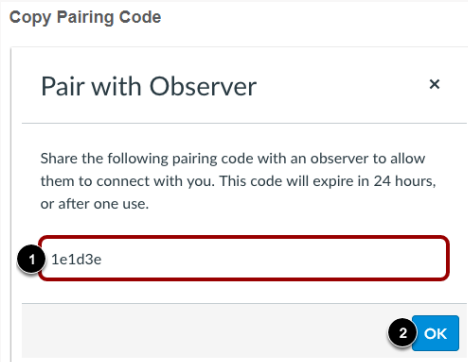 Copy Pairing Code
Pair with Observer ×
Share the following pairing code with an observer to allow
them to connect with you. This code will expire in 24 hours,
or after one use.
1 1e1d3e
2 OK